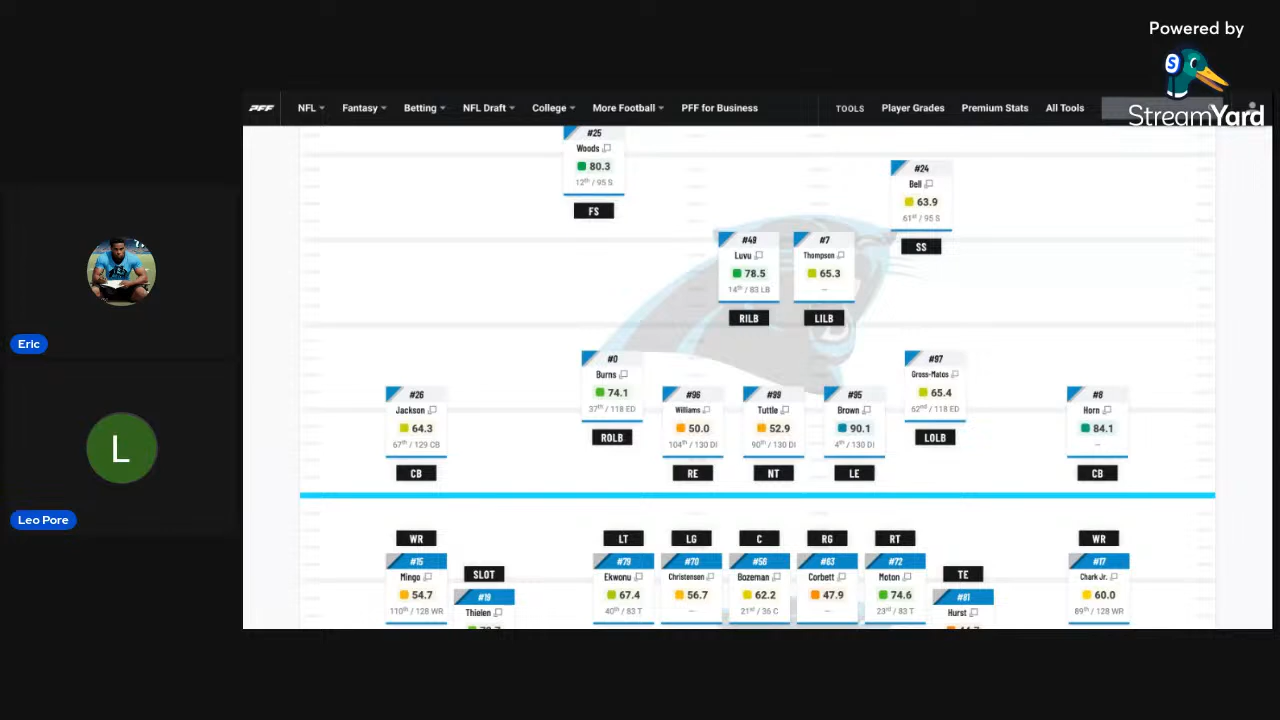 Powered by
StreamYard
PFF
NFL
Fantasy
Betting
NFL Draft
College
More Football
PFF for Business
TOOLS
Player Grades
Premium Stats
All Tools
#25
Woods
80.3
12th / 95 S
FS
#24
Bell
63.9
61st / 95 S
SS
#49
Luvu
78.5
14th / 83 LB
RILB
#7
Thompson
65.3
--
LILB
#0
Burns
74.1
37th / 118 ED
ROLB
#97
Gross-Matos
65.4
62nd / 118 ED
LOLB
#26
Jackson
64.3
67th / 129 CB
CB
#96
Williams
50.0
104th / 130 DI
RE
#99
Tuttle
52.9
90th / 130 DI
NT
#95
Brown
90.1
4th / 130 DI
LE
#8
Horn
84.1
--
CB
Eric
L
Leo Pore
WR
#15
Mingo
54.7
110th / 128 WR
SLOT
#19
Thielen
LT
#79
Ekwonu
67.4
40th / 83 T
LG
#70
Christensen
56.7
--
C
#56
Bozeman
62.2
21st / 36 C
RG
#63
Corbett
47.9
--
RT
#72
Moton
74.6
23rd / 83 T
TE
#81
Hurst
WR
#17
Chark Jr.
60.0
89th / 128 WR